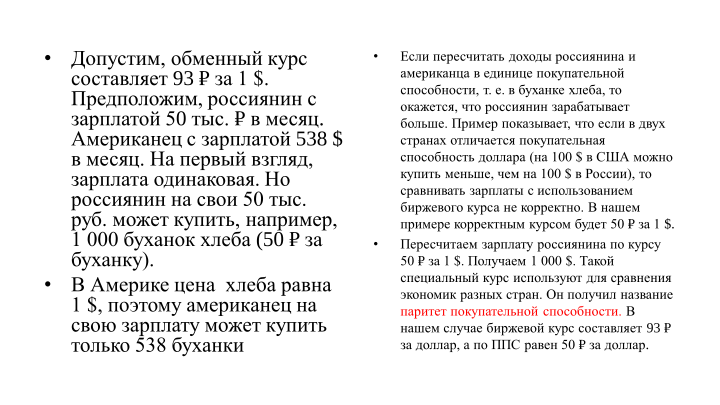 • Допустим, обменный курс
составляет 93 ₽ за 1 $.
Предположим, россиянин с
зарплатой 50 тыс. ₽ в месяц.
Американец с зарплатой 538 $
в месяц. На первый взгляд,
зарплата одинаковая. Но
россиянин на свои 50 тыс.
руб. может купить, например,
1 000 буханок хлеба (50 ₽ за
буханку).
• В Америке цена  хлеба равна
1 $, поэтому американец на
свою зарплату может купить
только 538 буханки
• Если пересчитать доходы россиянина и
американца в единице покупательной
способности, т. е. в буханке хлеба, то
окажется, что россиянин зарабатывает
больше. Пример показывает, что если в двух
странах отличается покупательная
способность доллара (на 100 $ в США можно
купить меньше, чем на 100 $ в России), то
сравнивать зарплаты с использованием
биржевого курса не корректно. В нашем
примере корректным курсом будет 50 ₽ за 1 $.
• Пересчитаем зарплату россиянина по курсу
50 ₽ за 1 $. Получаем 1 000 $. Такой
специальный курс используют для сравнения
экономик разных стран. Он получил название
паритет покупательной способности. В
нашем случае биржевой курс составляет 93 ₽
за доллар, а по ППС равен 50 ₽ за доллар.